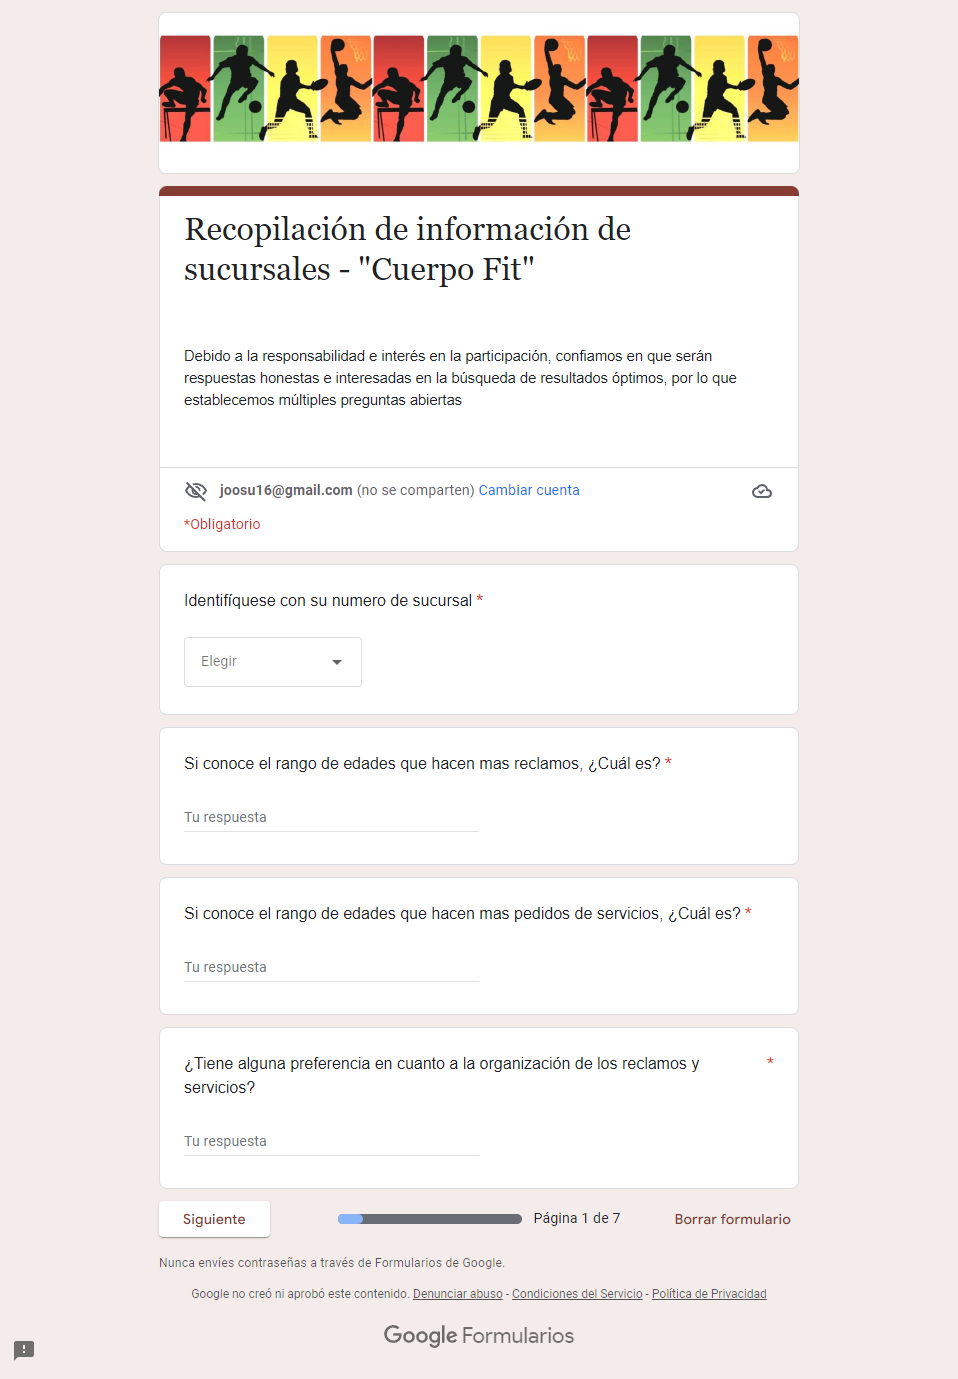 Recopilación de información de
sucursales - "Cuerpo Fit"
Debido a la responsabilidad e interés en la participación, confiamos en que serán
respuestas honestas e interesadas en la búsqueda de resultados óptimos, por lo que
establecemos múltiples preguntas abiertas
joosu16@gmail.com (no se comparten) Cambiar cuenta
*Obligatorio
Identifíquese con su numero de sucursal *
Elegir
Si conoce el rango de edades que hacen mas reclamos, ¿Cuál es? *
Tu respuesta
Si conoce el rango de edades que hacen mas pedidos de servicios, ¿Cuál es? *
Tu respuesta
¿Tiene alguna preferencia en cuanto a la organización de los reclamos y *
servicios?
Tu respuesta
Siguiente Página 1 de 7 Borrar formulario
Nunca envíes contraseñas a través de Formularios de Google.
Google no creó ni aprobó este contenido. Denunciar abuso - Condiciones del Servicio - Política de Privacidad
Google Formularios